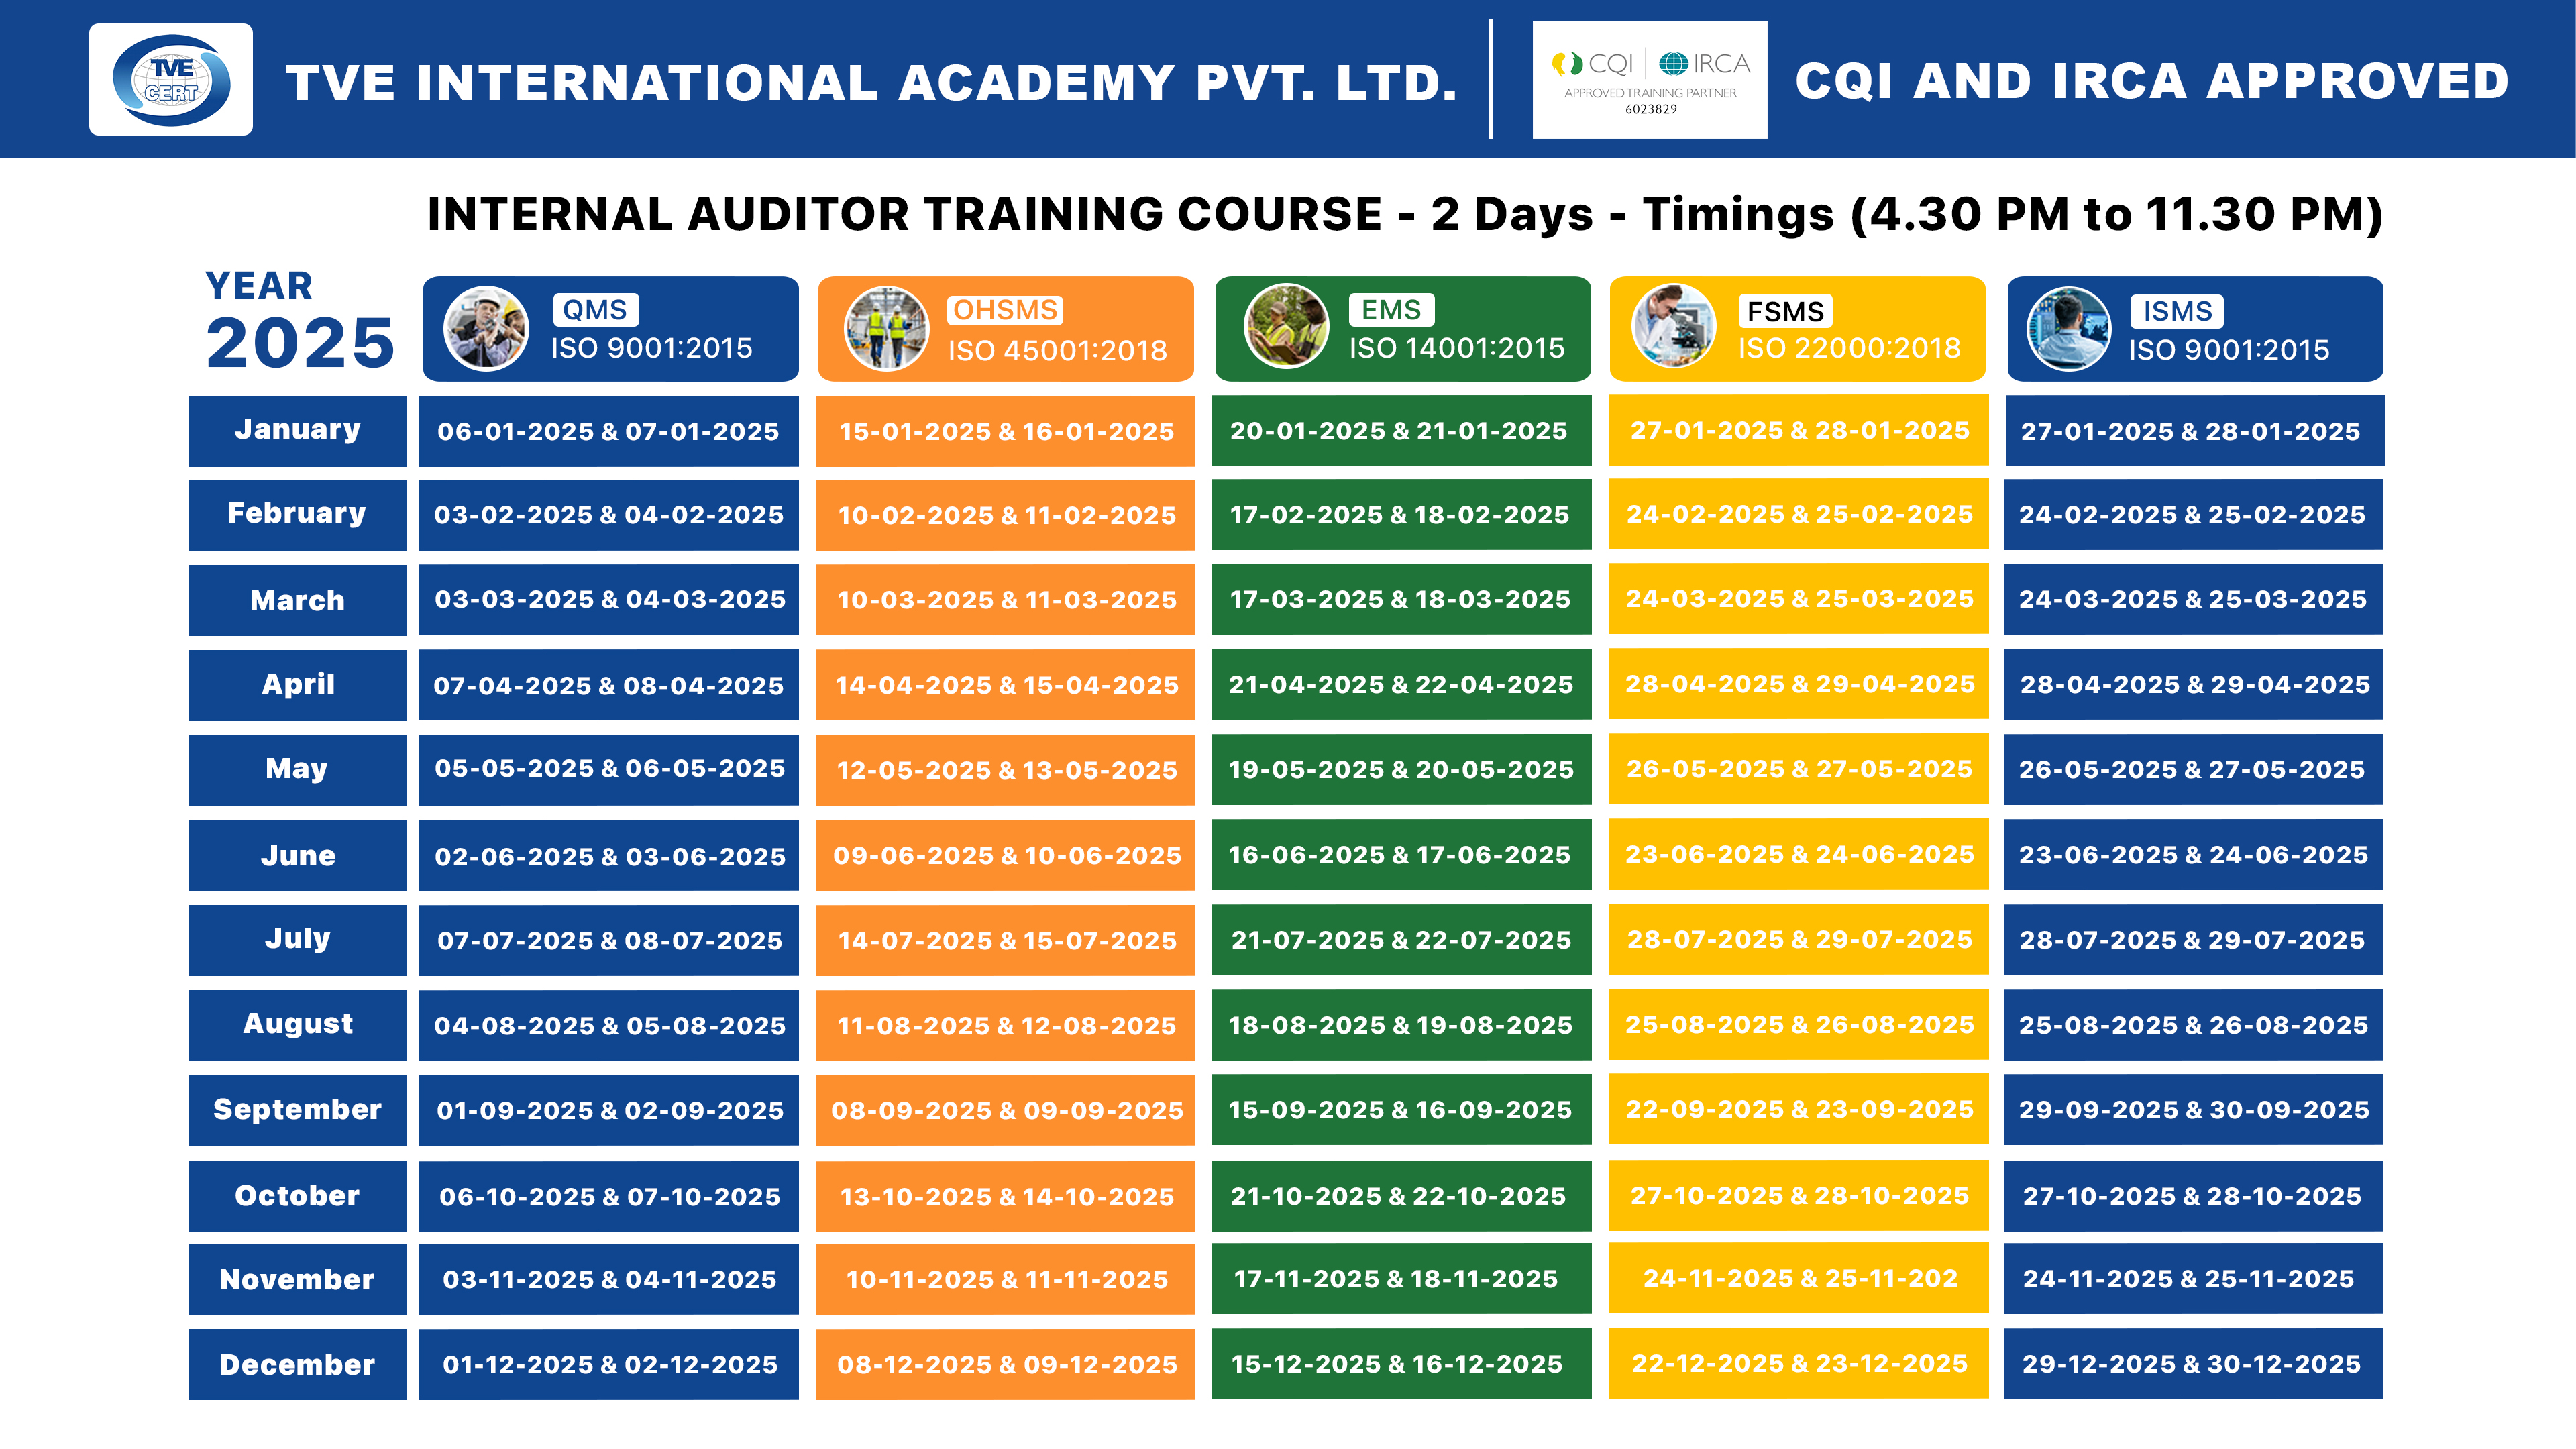 TVE
CERT
TVE INTERNATIONAL ACADEMY PVT. LTD.
CQI | IRCA
APPROVED TRAINING PARTNER
6023829
CQI AND IRCA APPROVED
INTERNAL AUDITOR TRAINING COURSE - 2 Days - Timings (4.30 PM to 11.30 PM)
YEAR
2025
QMS
ISO 9001:2015
OHSMS
ISO 45001:2018
EMS
ISO 14001:2015
FSMS
ISO 22000:2018
ISMS
ISO 9001:2015
January 06-01-2025 & 07-01-2025 15-01-2025 & 16-01-2025 20-01-2025 & 21-01-2025 27-01-2025 & 28-01-2025 27-01-2025 & 28-01-2025
February 03-02-2025 & 04-02-2025 10-02-2025 & 11-02-2025 17-02-2025 & 18-02-2025 24-02-2025 & 25-02-2025 24-02-2025 & 25-02-2025
March 03-03-2025 & 04-03-2025 10-03-2025 & 11-03-2025 17-03-2025 & 18-03-2025 24-03-2025 & 25-03-2025 24-03-2025 & 25-03-2025
April 07-04-2025 & 08-04-2025 14-04-2025 & 15-04-2025 21-04-2025 & 22-04-2025 28-04-2025 & 29-04-2025 28-04-2025 & 29-04-2025
May 05-05-2025 & 06-05-2025 12-05-2025 & 13-05-2025 19-05-2025 & 20-05-2025 26-05-2025 & 27-05-2025 26-05-2025 & 27-05-2025
June 02-06-2025 & 03-06-2025 09-06-2025 & 10-06-2025 16-06-2025 & 17-06-2025 23-06-2025 & 24-06-2025 23-06-2025 & 24-06-2025
July 07-07-2025 & 08-07-2025 14-07-2025 & 15-07-2025 21-07-2025 & 22-07-2025 28-07-2025 & 29-07-2025 28-07-2025 & 29-07-2025
August 04-08-2025 & 05-08-2025 11-08-2025 & 12-08-2025 18-08-2025 & 19-08-2025 25-08-2025 & 26-08-2025 25-08-2025 & 26-08-2025
September 01-09-2025 & 02-09-2025 08-09-2025 & 09-09-2025 15-09-2025 & 16-09-2025 22-09-2025 & 23-09-2025 29-09-2025 & 30-09-2025
October 06-10-2025 & 07-10-2025 13-10-2025 & 14-10-2025 21-10-2025 & 22-10-2025 27-10-2025 & 28-10-2025 27-10-2025 & 28-10-2025
November 03-11-2025 & 04-11-2025 10-11-2025 & 11-11-2025 17-11-2025 & 18-11-2025 24-11-2025 & 25-11-202 24-11-2025 & 25-11-2025
December 01-12-2025 & 02-12-2025 08-12-2025 & 09-12-2025 15-12-2025 & 16-12-2025 22-12-2025 & 23-12-2025 29-12-2025 & 30-12-2025